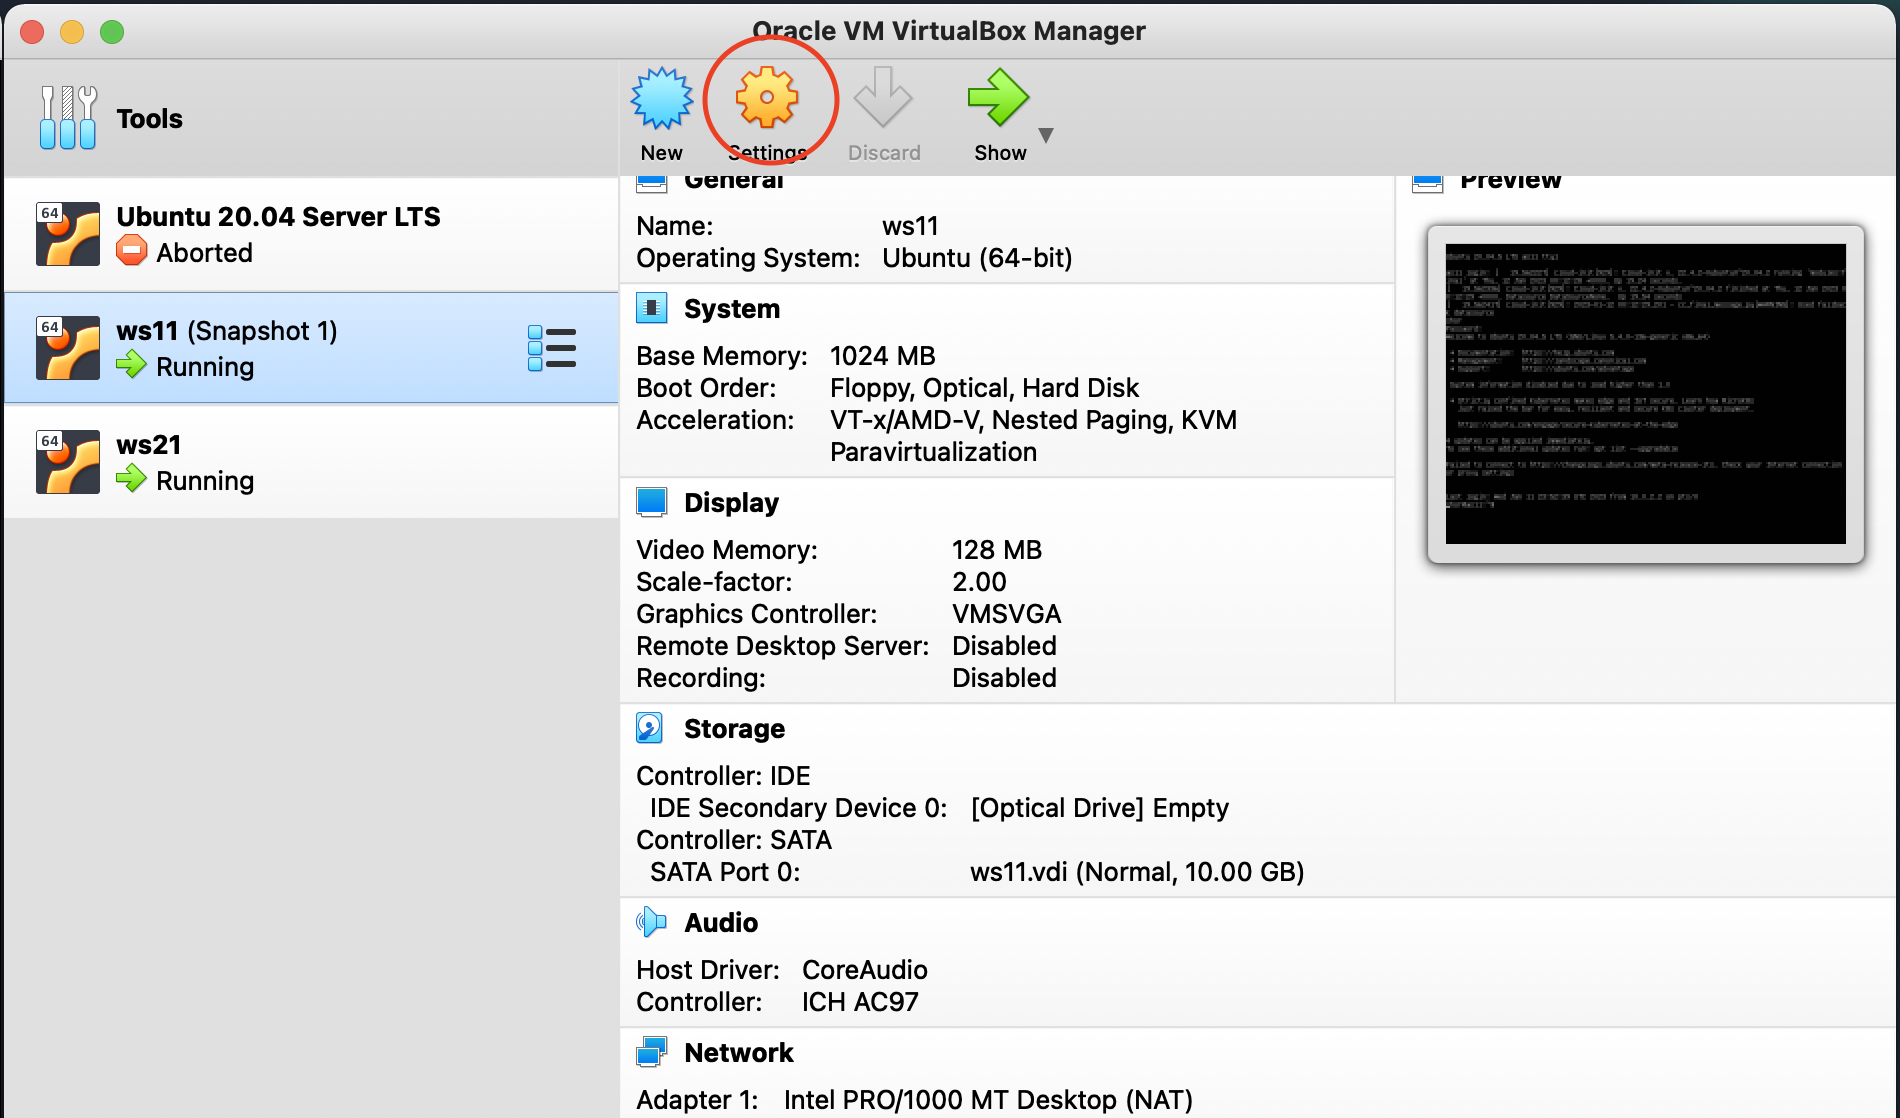 Oracle VM VirtualBox Manager
Tools
New
Settings
Discard
Show
64
Ubuntu 20.04 Server LTS
Aborted
64
ws11 (Snapshot 1)
Running
64
ws21
Running
General
Name: ws11
Operating System: Ubuntu (64-bit)
System
Base Memory: 1024 MB
Boot Order: Floppy, Optical, Hard Disk
Acceleration: VT-x/AMD-V, Nested Paging, KVM
Paravirtualization
Display
Video Memory: 128 MB
Scale-factor: 2.00
Graphics Controller: VMSVGA
Remote Desktop Server: Disabled
Recording: Disabled
Storage
Controller: IDE
IDE Secondary Device 0: [Optical Drive] Empty
Controller: SATA
SATA Port 0: ws11.vdi (Normal, 10.00 GB)
Audio
Host Driver: CoreAudio
Controller: ICH AC97
Network
Adapter 1: Intel PRO/1000 MT Desktop (NAT)
Preview